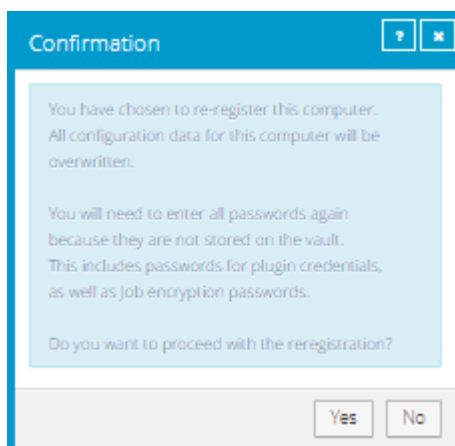 Confirmation
? ×
You have chosen to re-register this computer.
All configuration data for this computer will be
overwritten.
You will need to enter all passwords again
because they are not stored on the vault.
This includes passwords for plugin credentials,
as well as job encryption passwords.
Do you want to proceed with the reregistration?
Yes No